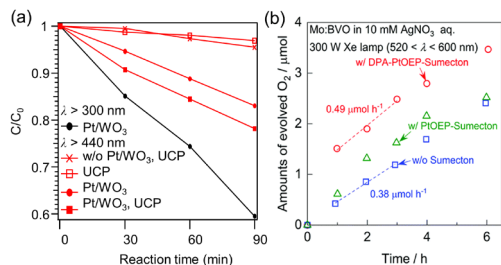 (a)
1
0.9
0.8
0.7
0.6
C/C0
λ > 300 nm
Pt/WO3
λ > 440 nm
w/o Pt/WO3, UCP
UCP
Pt/WO3
Pt/WO3, UCP
0 30 60 90
Reaction time (min)
(b)
Mo:BVO in 10 mM AgNO3 aq.
300 W Xe lamp (520 < λ < 600 nm)
w/ DPA-PtOEP-Sumecton
0.49 μmol h-1
w/ PtOEP-Sumecton
w/o Sumecton
0.38 μmol h-1
Amounts of evolved O2 / μmol
4
3
2
1
0
0 2 4 6
Time / h